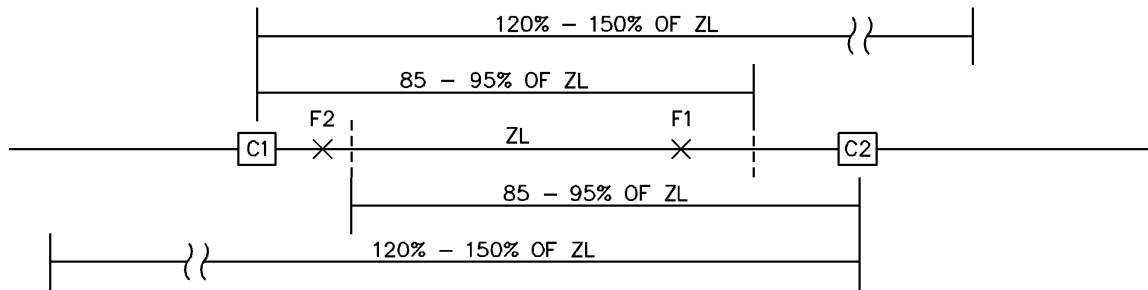 120% – 150% OF ZL
85 – 95% OF ZL
F2 F1
C1 ZL C2
85 – 95% OF ZL
120% – 150% OF ZL